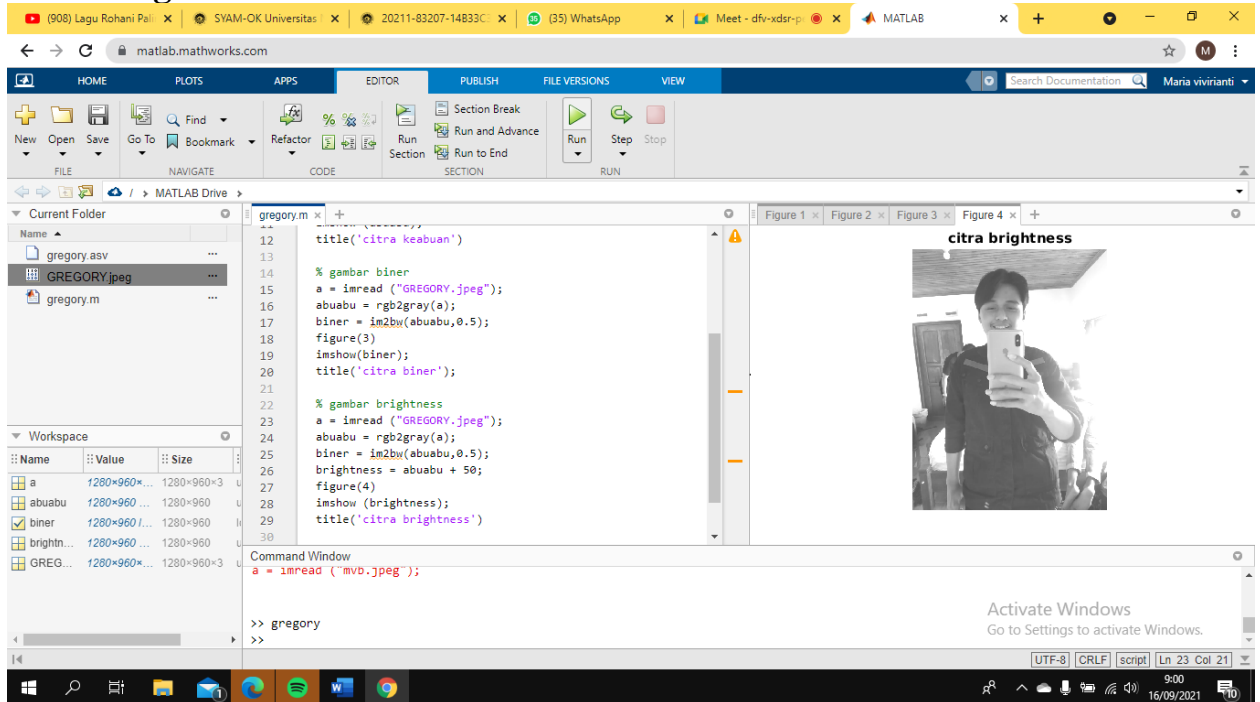 (908) Lagu Rohani Pali
SYAM-OK Universitas
20211-83207-14B33C
(35) WhatsApp
Meet - dfv-xdsr-p
MATLAB
matlab.mathworks.com
M
HOME PLOTS APPS EDITOR PUBLISH FILE VERSIONS VIEW
Search Documentation
Maria vivirianti
New Open Save
FILE
Go To
Find
Bookmark
NAVIGATE
Refactor
CODE
Run Section
Section Break
Run and Advance
Run to End
SECTION
Run Step Stop
RUN
/ > MATLAB Drive >
Current Folder
Name
gregory.asv
GREGORY.jpeg
gregory.m
Workspace
Name Value Size
a 1280×960×... 1280×960×3
abuabu 1280×960 ... 1280×960
biner 1280×960 l... 1280×960
brightn... 1280×960 ... 1280×960
GREG... 1280×960×... 1280×960×3
gregory.m
12 title('citra keabuan')
13
14 % gambar biner
15 a = imread ("GREGORY.jpeg");
16 abuabu = rgb2gray(a);
17 biner = im2bw(abuabu,0.5);
18 figure(3)
19 imshow(biner);
20 title('citra biner');
21
22 % gambar brightness
23 a = imread ("GREGORY.jpeg");
24 abuabu = rgb2gray(a);
25 biner = im2bw(abuabu,0.5);
26 brightness = abuabu + 50;
27 figure(4)
28 imshow (brightness);
29 title('citra brightness')
30
Figure 1 Figure 2 Figure 3 Figure 4
citra brightness
Command Window
a = imread ("mvb.jpeg");
>> gregory
>>
Activate Windows
Go to Settings to activate Windows.
UTF-8 CRLF script Ln 23 Col 21
9:00
16/09/2021
10